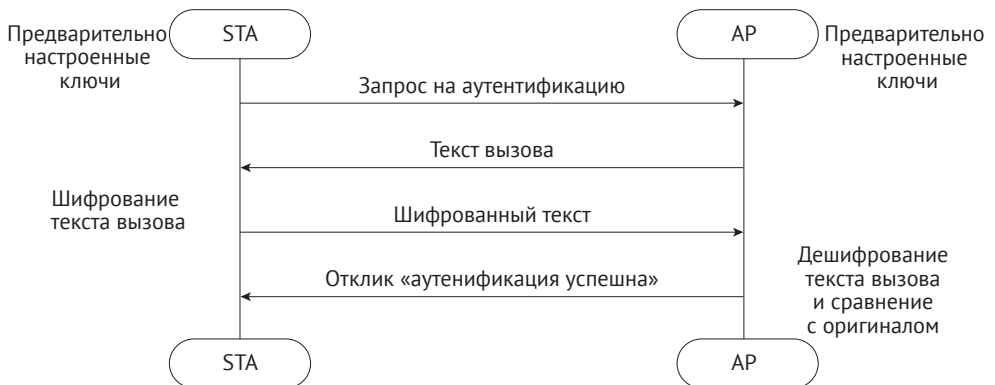 Предварительно
настроенные
ключи
STA
AP
Предварительно
настроенные
ключи
Запрос на аутентификацию
Текст вызова
Шифрование
текста вызова
Шифрованный текст
Дешифрование
текста вызова
и сравнение
с оригиналом
Отклик «аутенификация успешна»
STA
AP